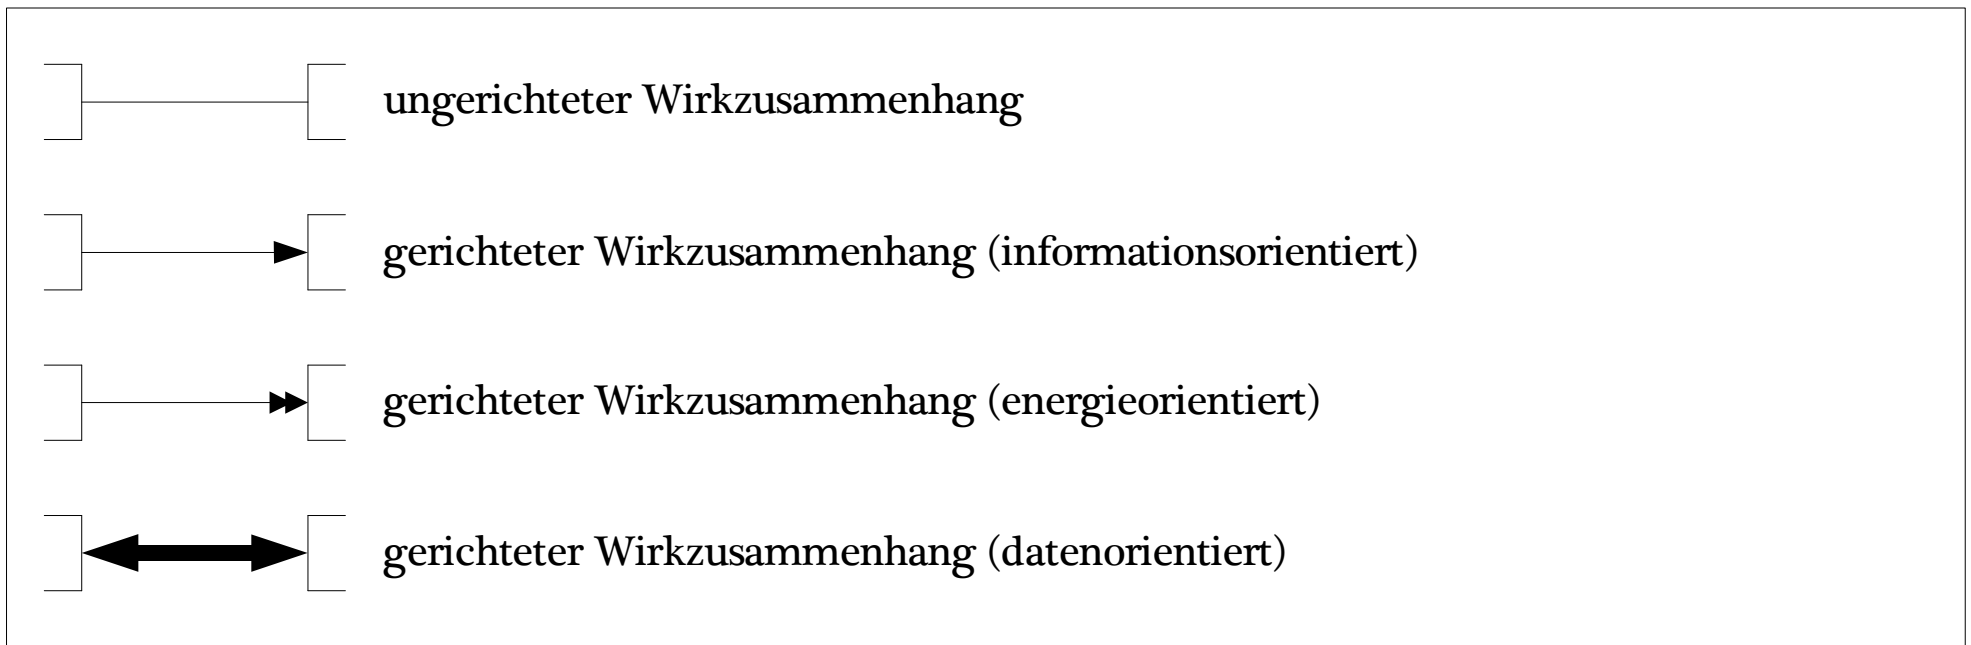 ungerichteter Wirkzusammenhang
gerichteter Wirkzusammenhang (informationsorientiert)
gerichteter Wirkzusammenhang (energieorientiert)
gerichteter Wirkzusammenhang (datenorientiert)